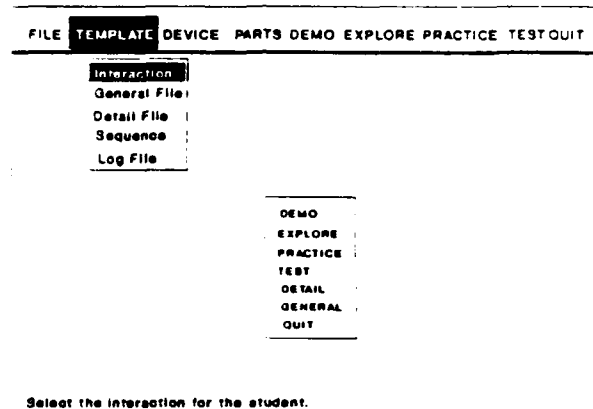 FILE TEMPLATE DEVICE PARTS DEMO EXPLORE PRACTICE TEST QUIT
Interaction
General File
Detail File
Sequence
Log File
DEMO
EXPLORE
PRACTICE
TEST
DETAIL
GENERAL
QUIT
Select the interaction for the student.